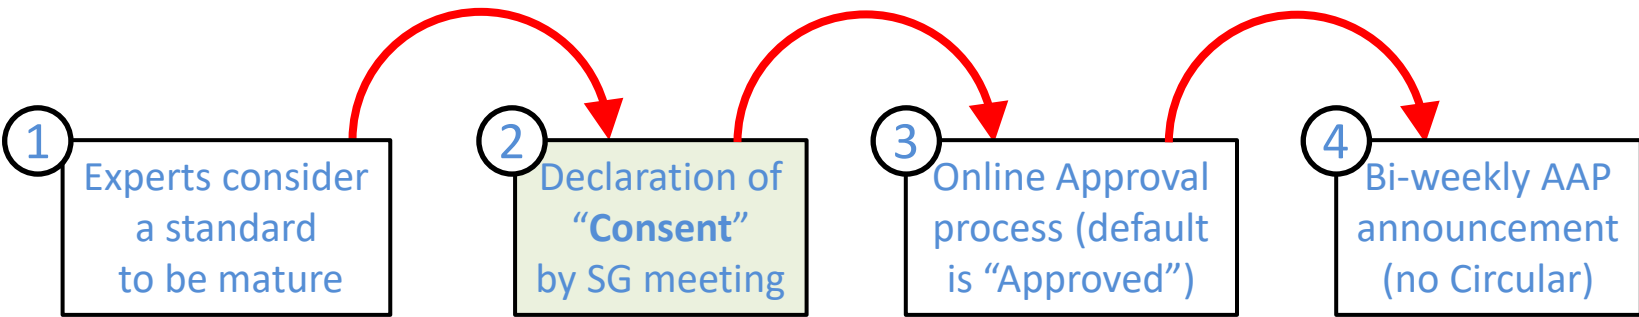 1
Experts consider
a standard
to be mature
2
Declaration of
“Consent”
by SG meeting
3
Online Approval
process (default
is “Approved”)
4
Bi-weekly AAP
announcement
(no Circular)